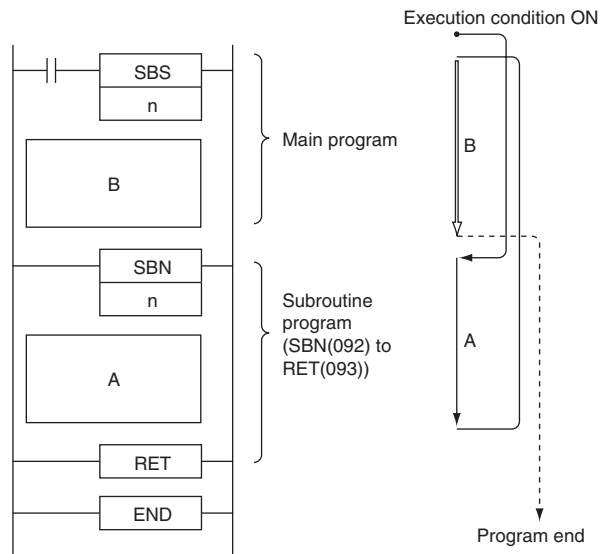 Execution condition ON
SBS
n
Main program
B
B
SBN
n
Subroutine
program
(SBN(092) to
RET(093))
A
A
RET
END
Program end